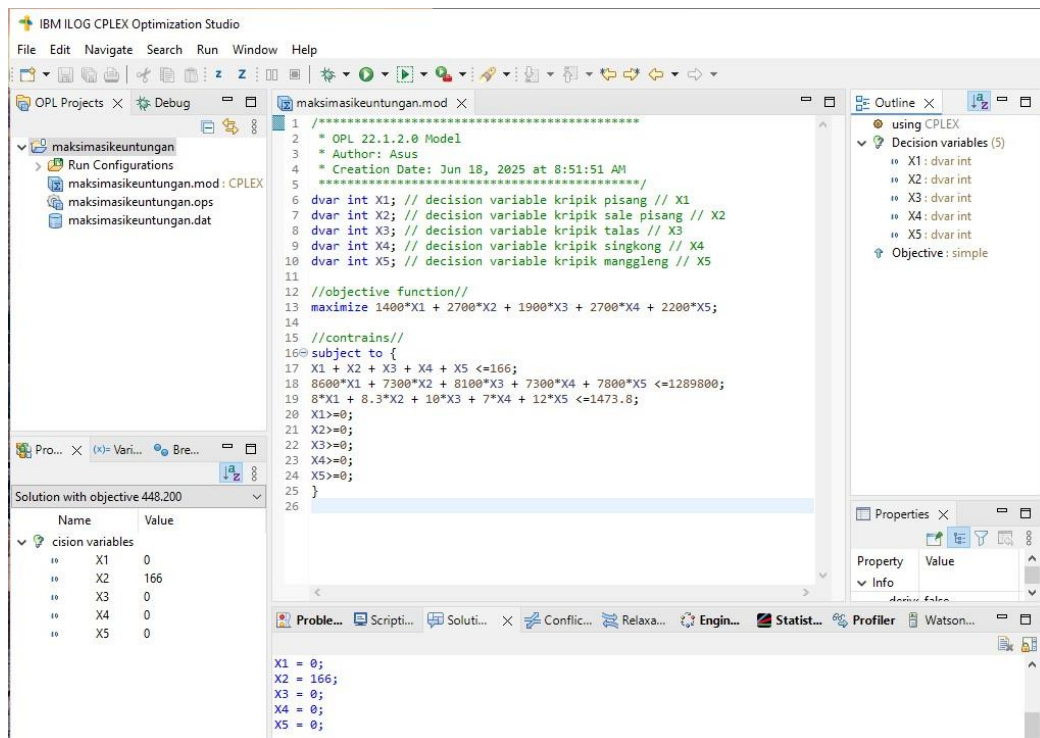 IBM ILOG CPLEX Optimization Studio
File Edit Navigate Search Run Window Help
OPL Projects
Debug
maksimasikeuntungan
Run Configurations
maksimasikeuntungan.mod : CPLEX
maksimasikeuntungan.ops
maksimasikeuntungan.dat
maksimasikeuntungan.mod
1 /*********************************************
2 * OPL 22.1.2.0 Model
3 * Author: Asus
4 * Creation Date: Jun 18, 2025 at 8:51:51 AM
5 *********************************************/
6 dvar int X1; // decision variable kripik pisang // X1
7 dvar int X2; // decision variable kripik sale pisang // X2
8 dvar int X3; // decision variable kripik talas // X3
9 dvar int X4; // decision variable kripik singkong // X4
10 dvar int X5; // decision variable kripik manggleng // X5
11
12 //objective function//
13 maximize 1400*X1 + 2700*X2 + 1900*X3 + 2700*X4 + 2200*X5;
14
15 //contrains//
16 subject to {
17 X1 + X2 + X3 + X4 + X5 <=166;
18 8600*X1 + 7300*X2 + 8100*X3 + 7300*X4 + 7800*X5 <=1289800;
19 8*X1 + 8.3*X2 + 10*X3 + 7*X4 + 12*X5 <=1473.8;
20 X1>=0;
21 X2>=0;
22 X3>=0;
23 X4>=0;
24 X5>=0;
25 }
26
Outline
using CPLEX
Decision variables (5)
X1 : dvar int
X2 : dvar int
X3 : dvar int
X4 : dvar int
X5 : dvar int
Objective : simple
Pro... (x)= Vari... Bre...
Solution with objective 448.200
Name Value
cision variables
X1 0
X2 166
X3 0
X4 0
X5 0
Properties
Property Value
Info
false
Proble... Scripti... Soluti... Conflic... Relaxa... Engin... Statist... Profiler Watson...
X1 = 0;
X2 = 166;
X3 = 0;
X4 = 0;
X5 = 0;